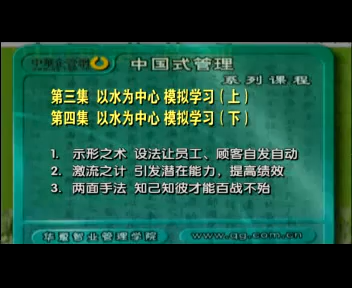 中国式管理
系列课程
第三集 以水为中心 模拟学习（上）
第四集 以水为中心 模拟学习（下）
1. 示形之术 设法让员工、顾客自发自动
2. 激流之计 引发潜在能力，提高绩效
3. 两面手法 知己知彼才能百战不殆
华夏智业管理学院